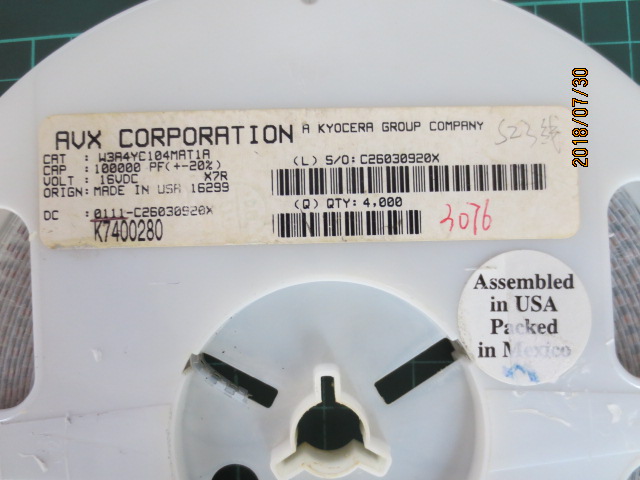 2018/07/30
AVX CORPORATION A KYOCERA GROUP COMPANY
CAT : W3A4YC104MAT1A
CAP : 100000 PF(+-20%)
VOLT : 16VDC X7R
ORIGN: MADE IN USA 16299
DC : 0111-C26030920X
K7400280
(L) S/O: C26030920X
(Q) QTY: 4,000
3076
Assembled
in USA
Packed
in Mexico